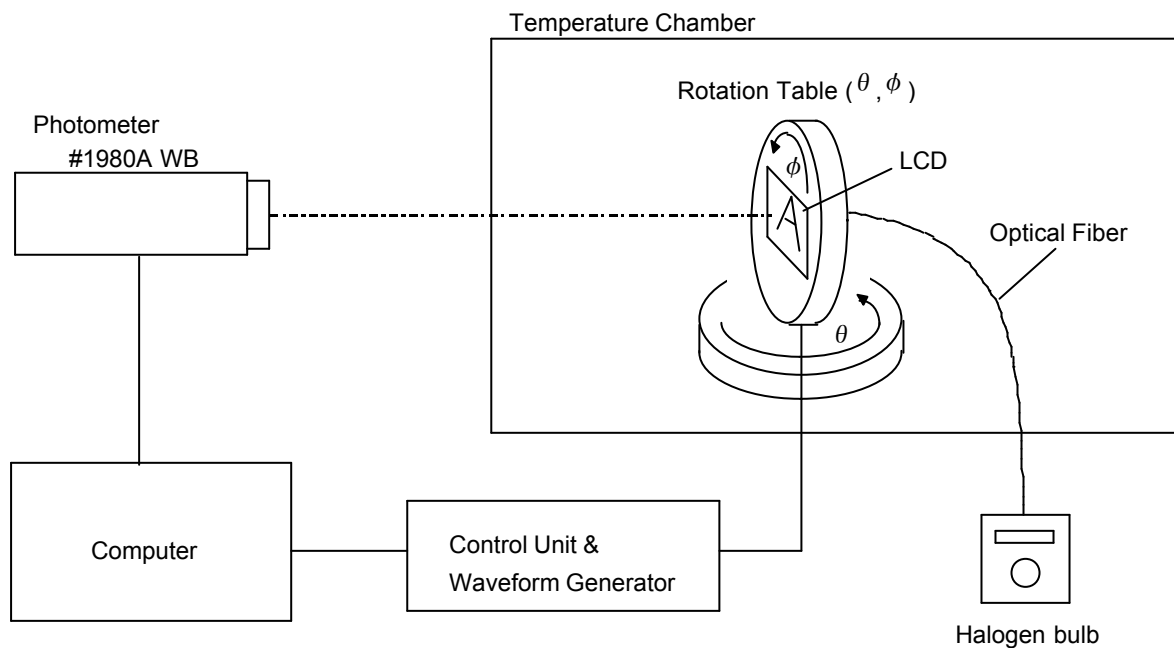 Temperature Chamber
Rotation Table ( θ , ϕ )
Photometer
#1980A WB
ϕ
LCD
A
Optical Fiber
θ
Computer
Control Unit &
Waveform Generator
Halogen bulb